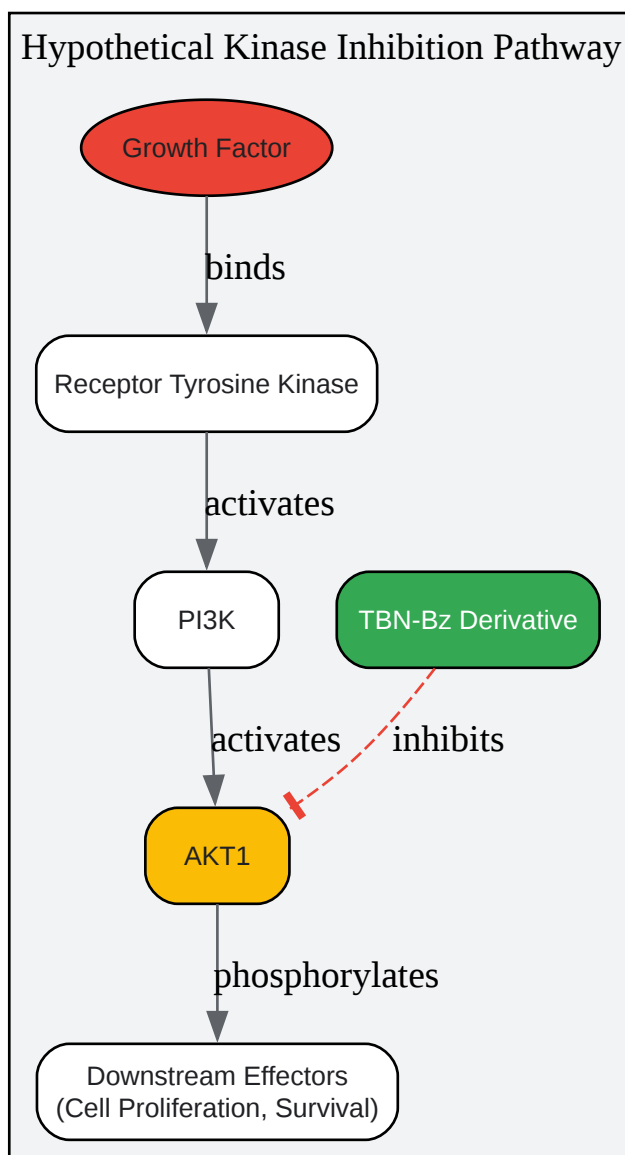 Hypothetical Kinase Inhibition Pathway
Growth Factor
binds
Receptor Tyrosine Kinase
activates
PI3K
TBN-Bz Derivative
activates
inhibits
AKT1
phosphorylates
Downstream Effectors
(Cell Proliferation, Survival)